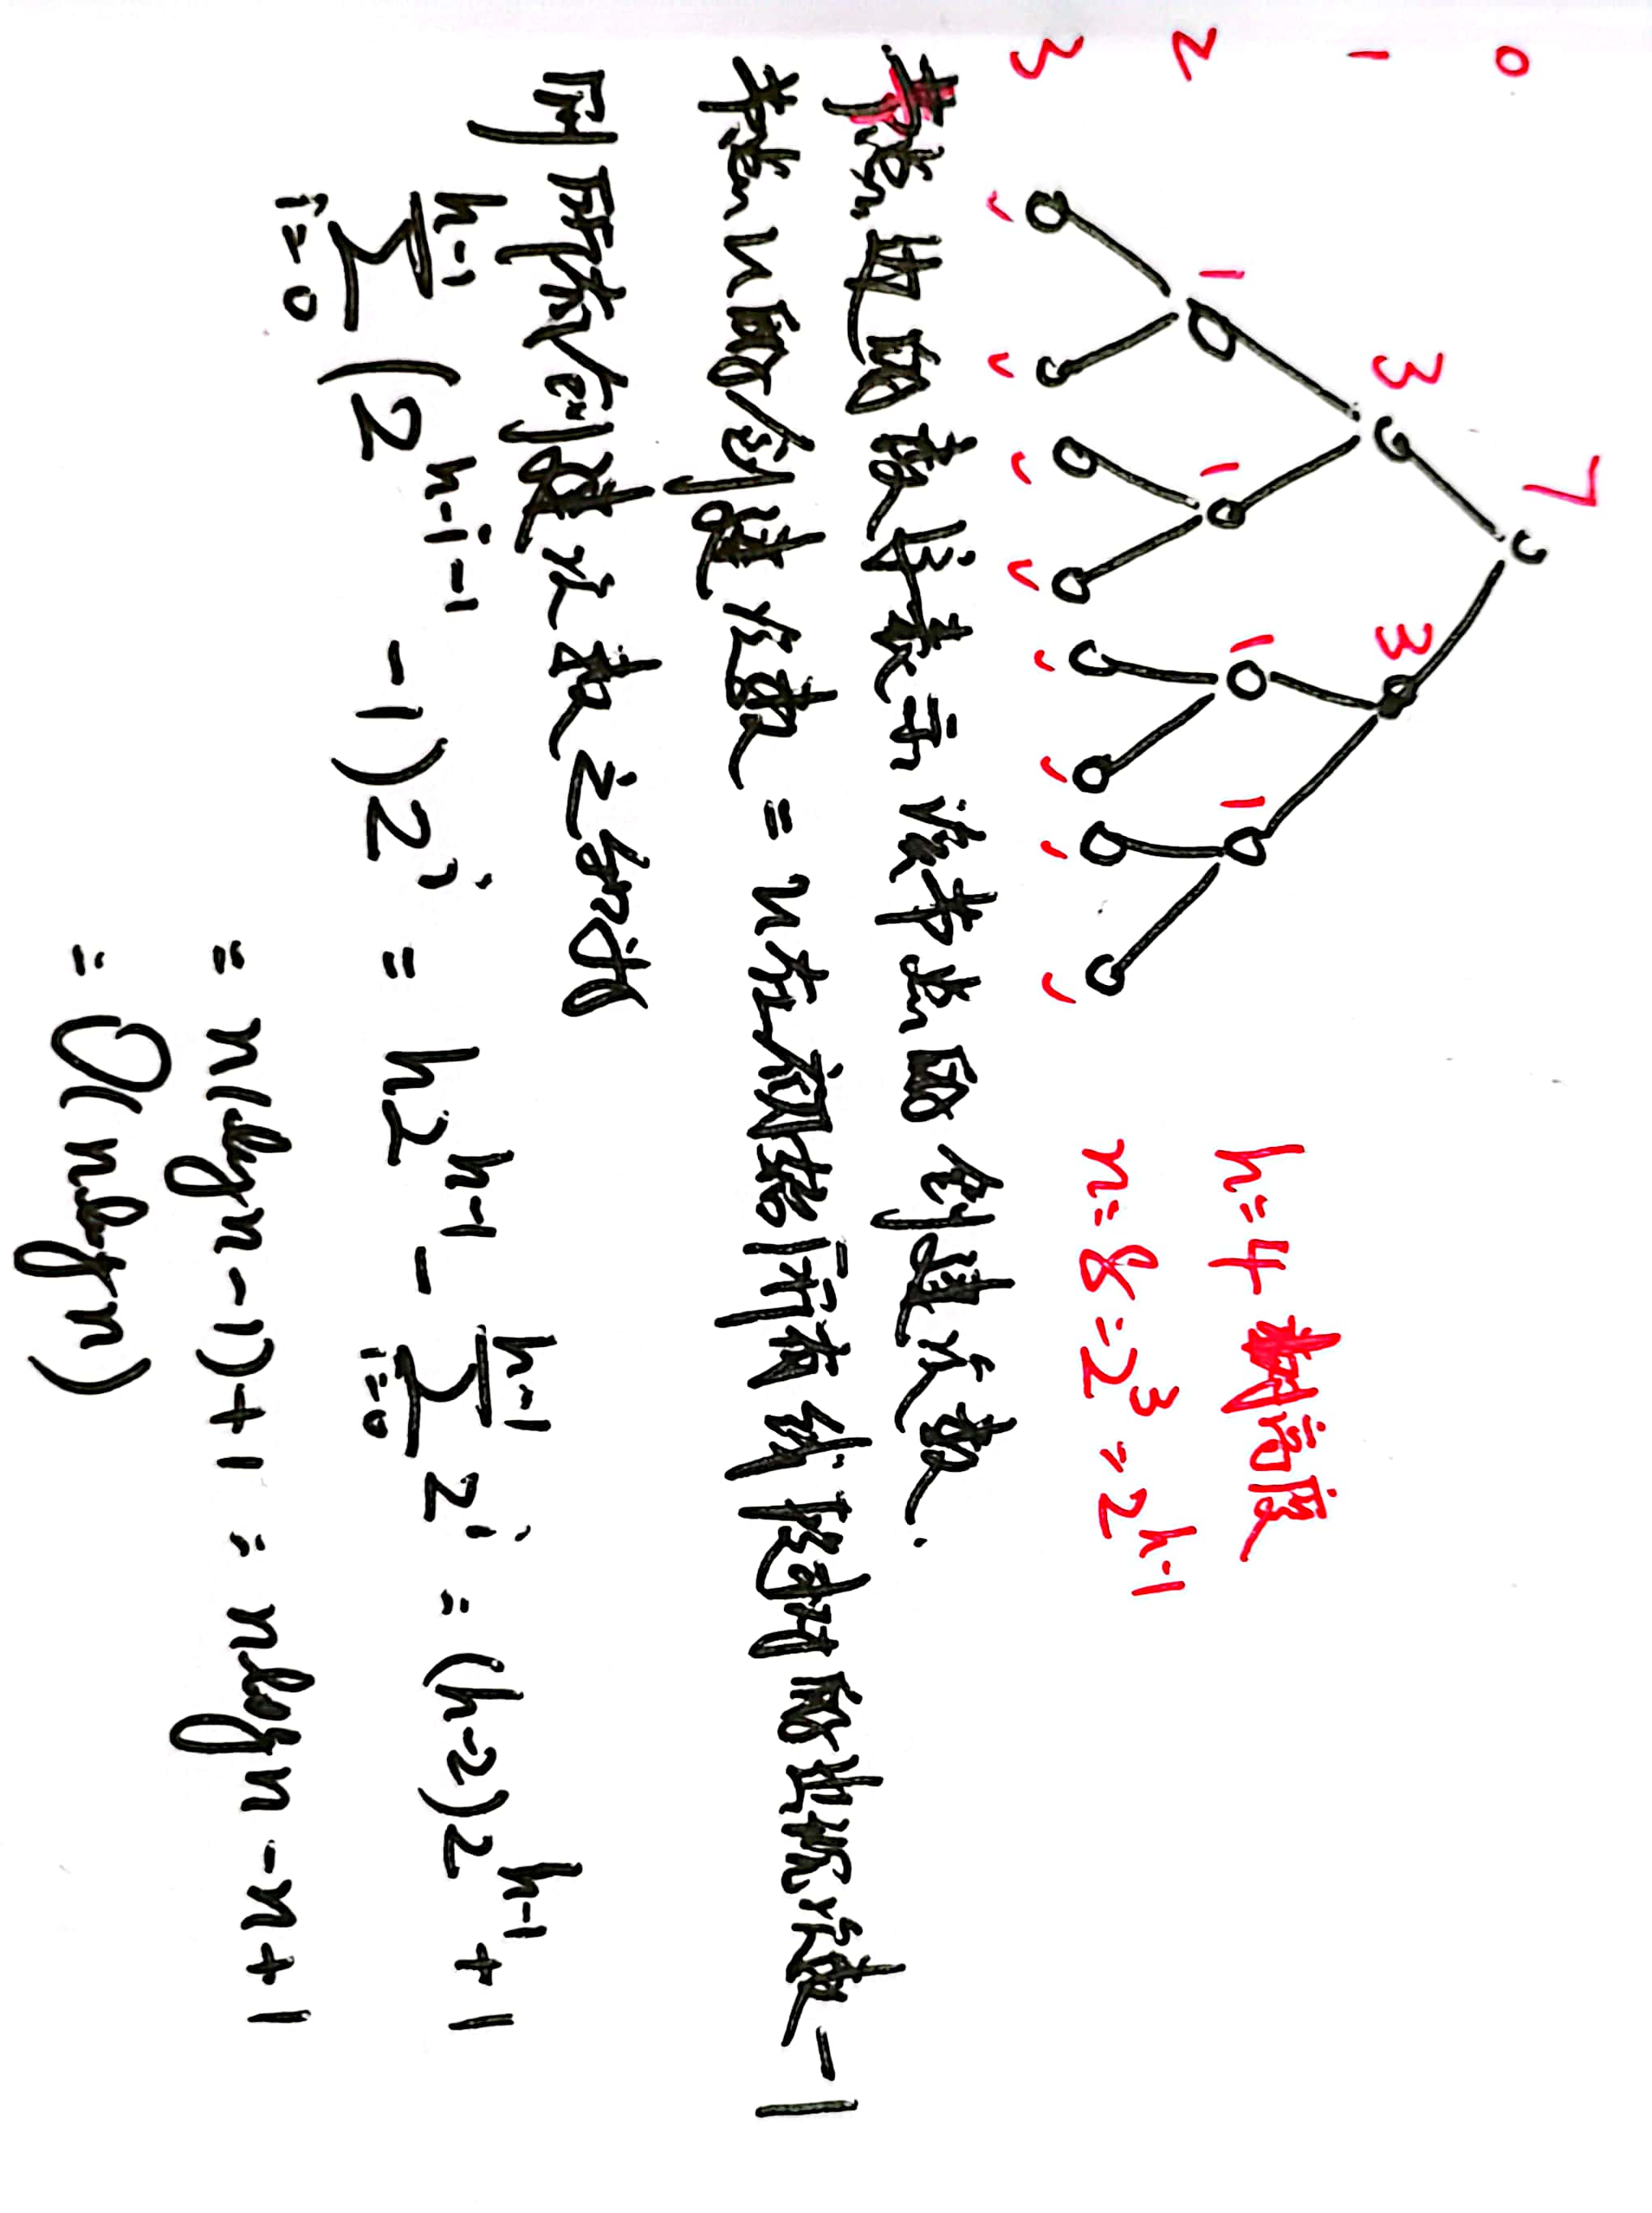 7
0
3 3
1
1 1 1 1
2
3
h=4 树高度
n=8=2^3=2^{h-1}
节点边的数字表示该节点的创建次数.
节点u的创建次数=u在初始所有线段树的出现次数-1
则所有创建次数之和为
\sum_{i=0}^{h-1}(2^{h-i-1}-1)2^i = h2^{h-1}-\sum_{i=0}^{h-1}2^i = (h-2)2^{h-1}+1
= n(logn-1)+1 = nlogn-n+1
= O(nlogn)